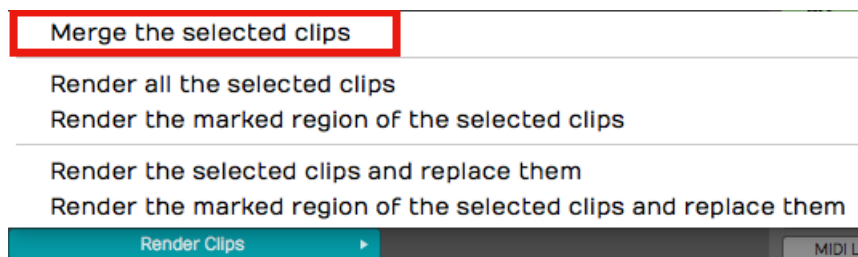 Merge the selected clips
Render all the selected clips
Render the marked region of the selected clips
Render the selected clips and replace them
Render the marked region of the selected clips and replace them
Render Clips
MIDI L